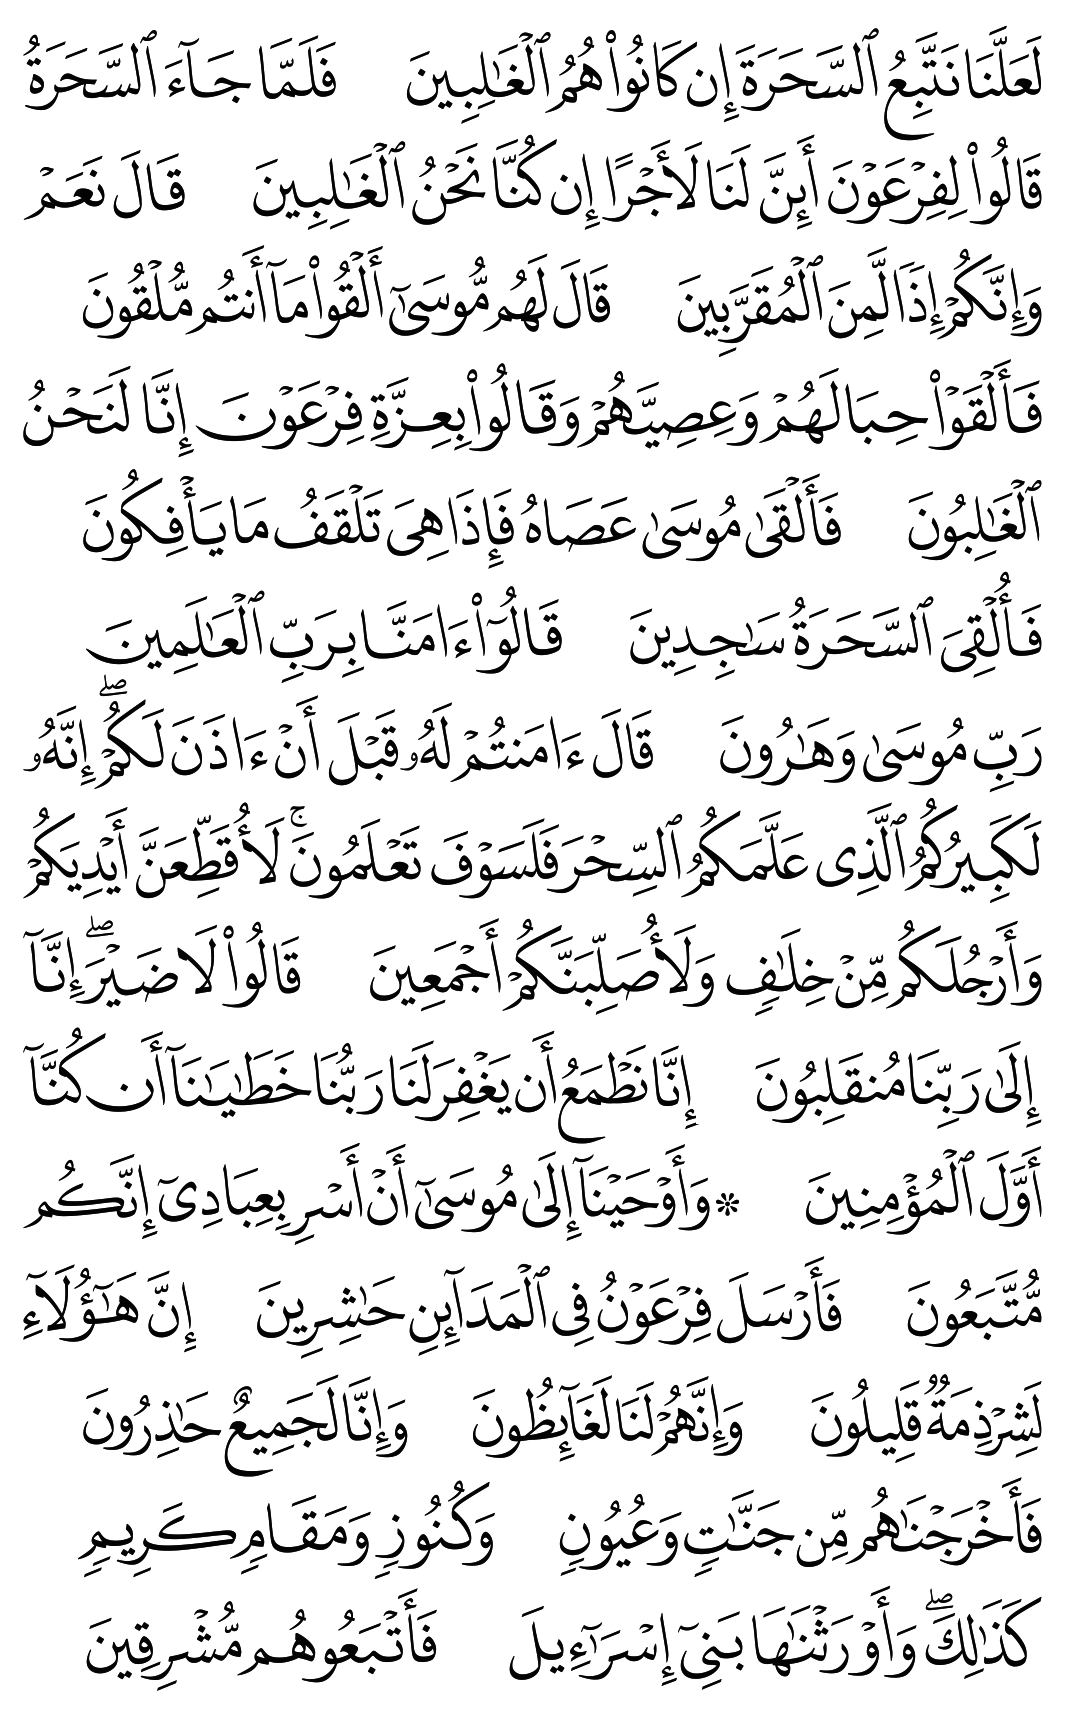 لَعَلَّنَا نَتَّبِعُ ٱلسَّحَرَةَ إِن كَانُوا۟ هُمُ ٱلْغَـٰلِبِينَ فَلَمَّا جَآءَ ٱلسَّحَرَةُ
قَالُوا۟ لِفِرْعَوْنَ أَئِنَّ لَنَا لَأَجْرًا إِن كُنَّا نَحْنُ ٱلْغَـٰلِبِينَ قَالَ نَعَمْ
وَإِنَّكُمْ إِذًا لَّمِنَ ٱلْمُقَرَّبِينَ قَالَ لَهُم مُّوسَىٰٓ أَلْقُوا۟ مَآ أَنتُم مُّلْقُونَ
فَأَلْقَوْا۟ حِبَالَهُمْ وَعِصِيَّهُمْ وَقَالُوا۟ بِعِزَّةِ فِرْعَوْنَ إِنَّا لَنَحْنُ
ٱلْغَـٰلِبُونَ فَأَلْقَىٰ مُوسَىٰ عَصَاهُ فَإِذَا هِىَ تَلْقَفُ مَا يَأْفِكُونَ
فَأُلْقِىَ ٱلسَّحَرَةُ سَـٰجِدِينَ قَالُوٓا۟ ءَامَنَّا بِرَبِّ ٱلْعَـٰلَمِينَ
رَبِّ مُوسَىٰ وَهَـٰرُونَ قَالَ ءَامَنتُمْ لَهُۥ قَبْلَ أَنْ ءَاذَنَ لَكُمْ ۖ إِنَّهُۥ
لَكَبِيرُكُمُ ٱلَّذِى عَلَّمَكُمُ ٱلسِّحْرَ فَلَسَوْفَ تَعْلَمُونَ ۚ لَأُقَطِّعَنَّ أَيْدِيَكُمْ
وَأَرْجُلَكُم مِّنْ خِلَـٰفٍ وَلَأُصَلِّبَنَّكُمْ أَجْمَعِينَ قَالُوا۟ لَا ضَيْرَ ۖ إِنَّآ
إِلَىٰ رَبِّنَا مُنقَلِبُونَ إِنَّا نَطْمَعُ أَن يَغْفِرَ لَنَا رَبُّنَا خَطَـٰيَـٰنَآ أَن كُنَّآ
أَوَّلَ ٱلْمُؤْمِنِينَ * وَأَوْحَيْنَآ إِلَىٰ مُوسَىٰٓ أَنْ أَسْرِ بِعِبَادِىٓ إِنَّكُم
مُّتَّبَعُونَ فَأَرْسَلَ فِرْعَوْنُ فِى ٱلْمَدَآئِنِ حَـٰشِرِينَ إِنَّ هَـٰٓؤُلَآءِ
لَشِرْذِمَةٌ قَلِيلُونَ وَإِنَّهُمْ لَنَا لَغَآئِظُونَ وَإِنَّا لَجَمِيعٌ حَـٰذِرُونَ
فَأَخْرَجْنَـٰهُم مِّن جَنَّـٰتٍ وَعُيُونٍ وَكُنُوزٍ وَمَقَامٍ كَرِيمٍ
كَذَٰلِكَ ۖ وَأَوْرَثْنَـٰهَا بَنِىٓ إِسْرَـٰٓءِيلَ فَأَتْبَعُوهُم مُّشْرِقِينَ